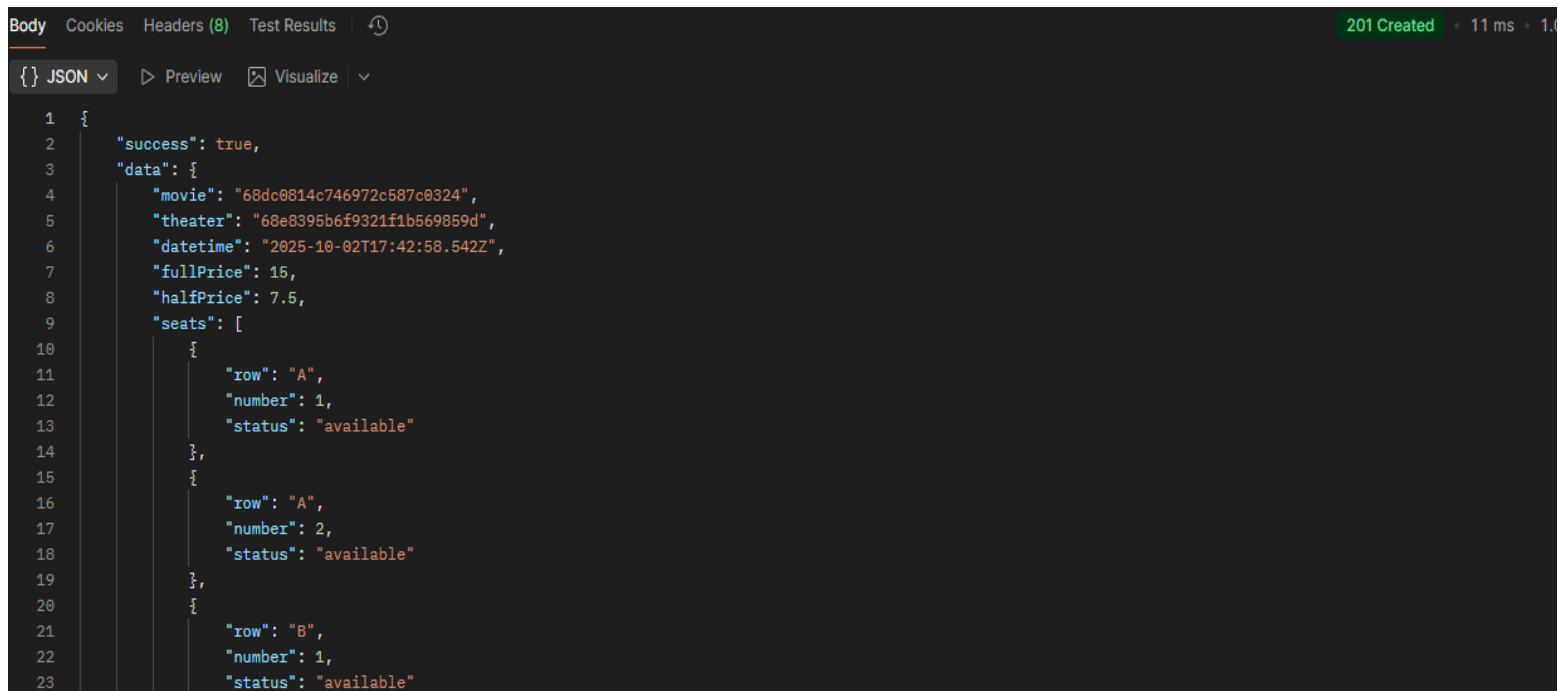 Body Cookies Headers (8) Test Results 201 Created • 11 ms • 1.0
{} JSON Preview Visualize
1 {
2 "success": true,
3 "data": {
4 "movie": "68dc0814c746972c587c0324",
5 "theater": "68e8395b6f9321f1b569859d",
6 "datetime": "2025-10-02T17:42:58.542Z",
7 "fullPrice": 15,
8 "halfPrice": 7.5,
9 "seats": [
10 {
11 "row": "A",
12 "number": 1,
13 "status": "available"
14 },
15 {
16 "row": "A",
17 "number": 2,
18 "status": "available"
19 },
20 {
21 "row": "B",
22 "number": 1,
23 "status": "available"